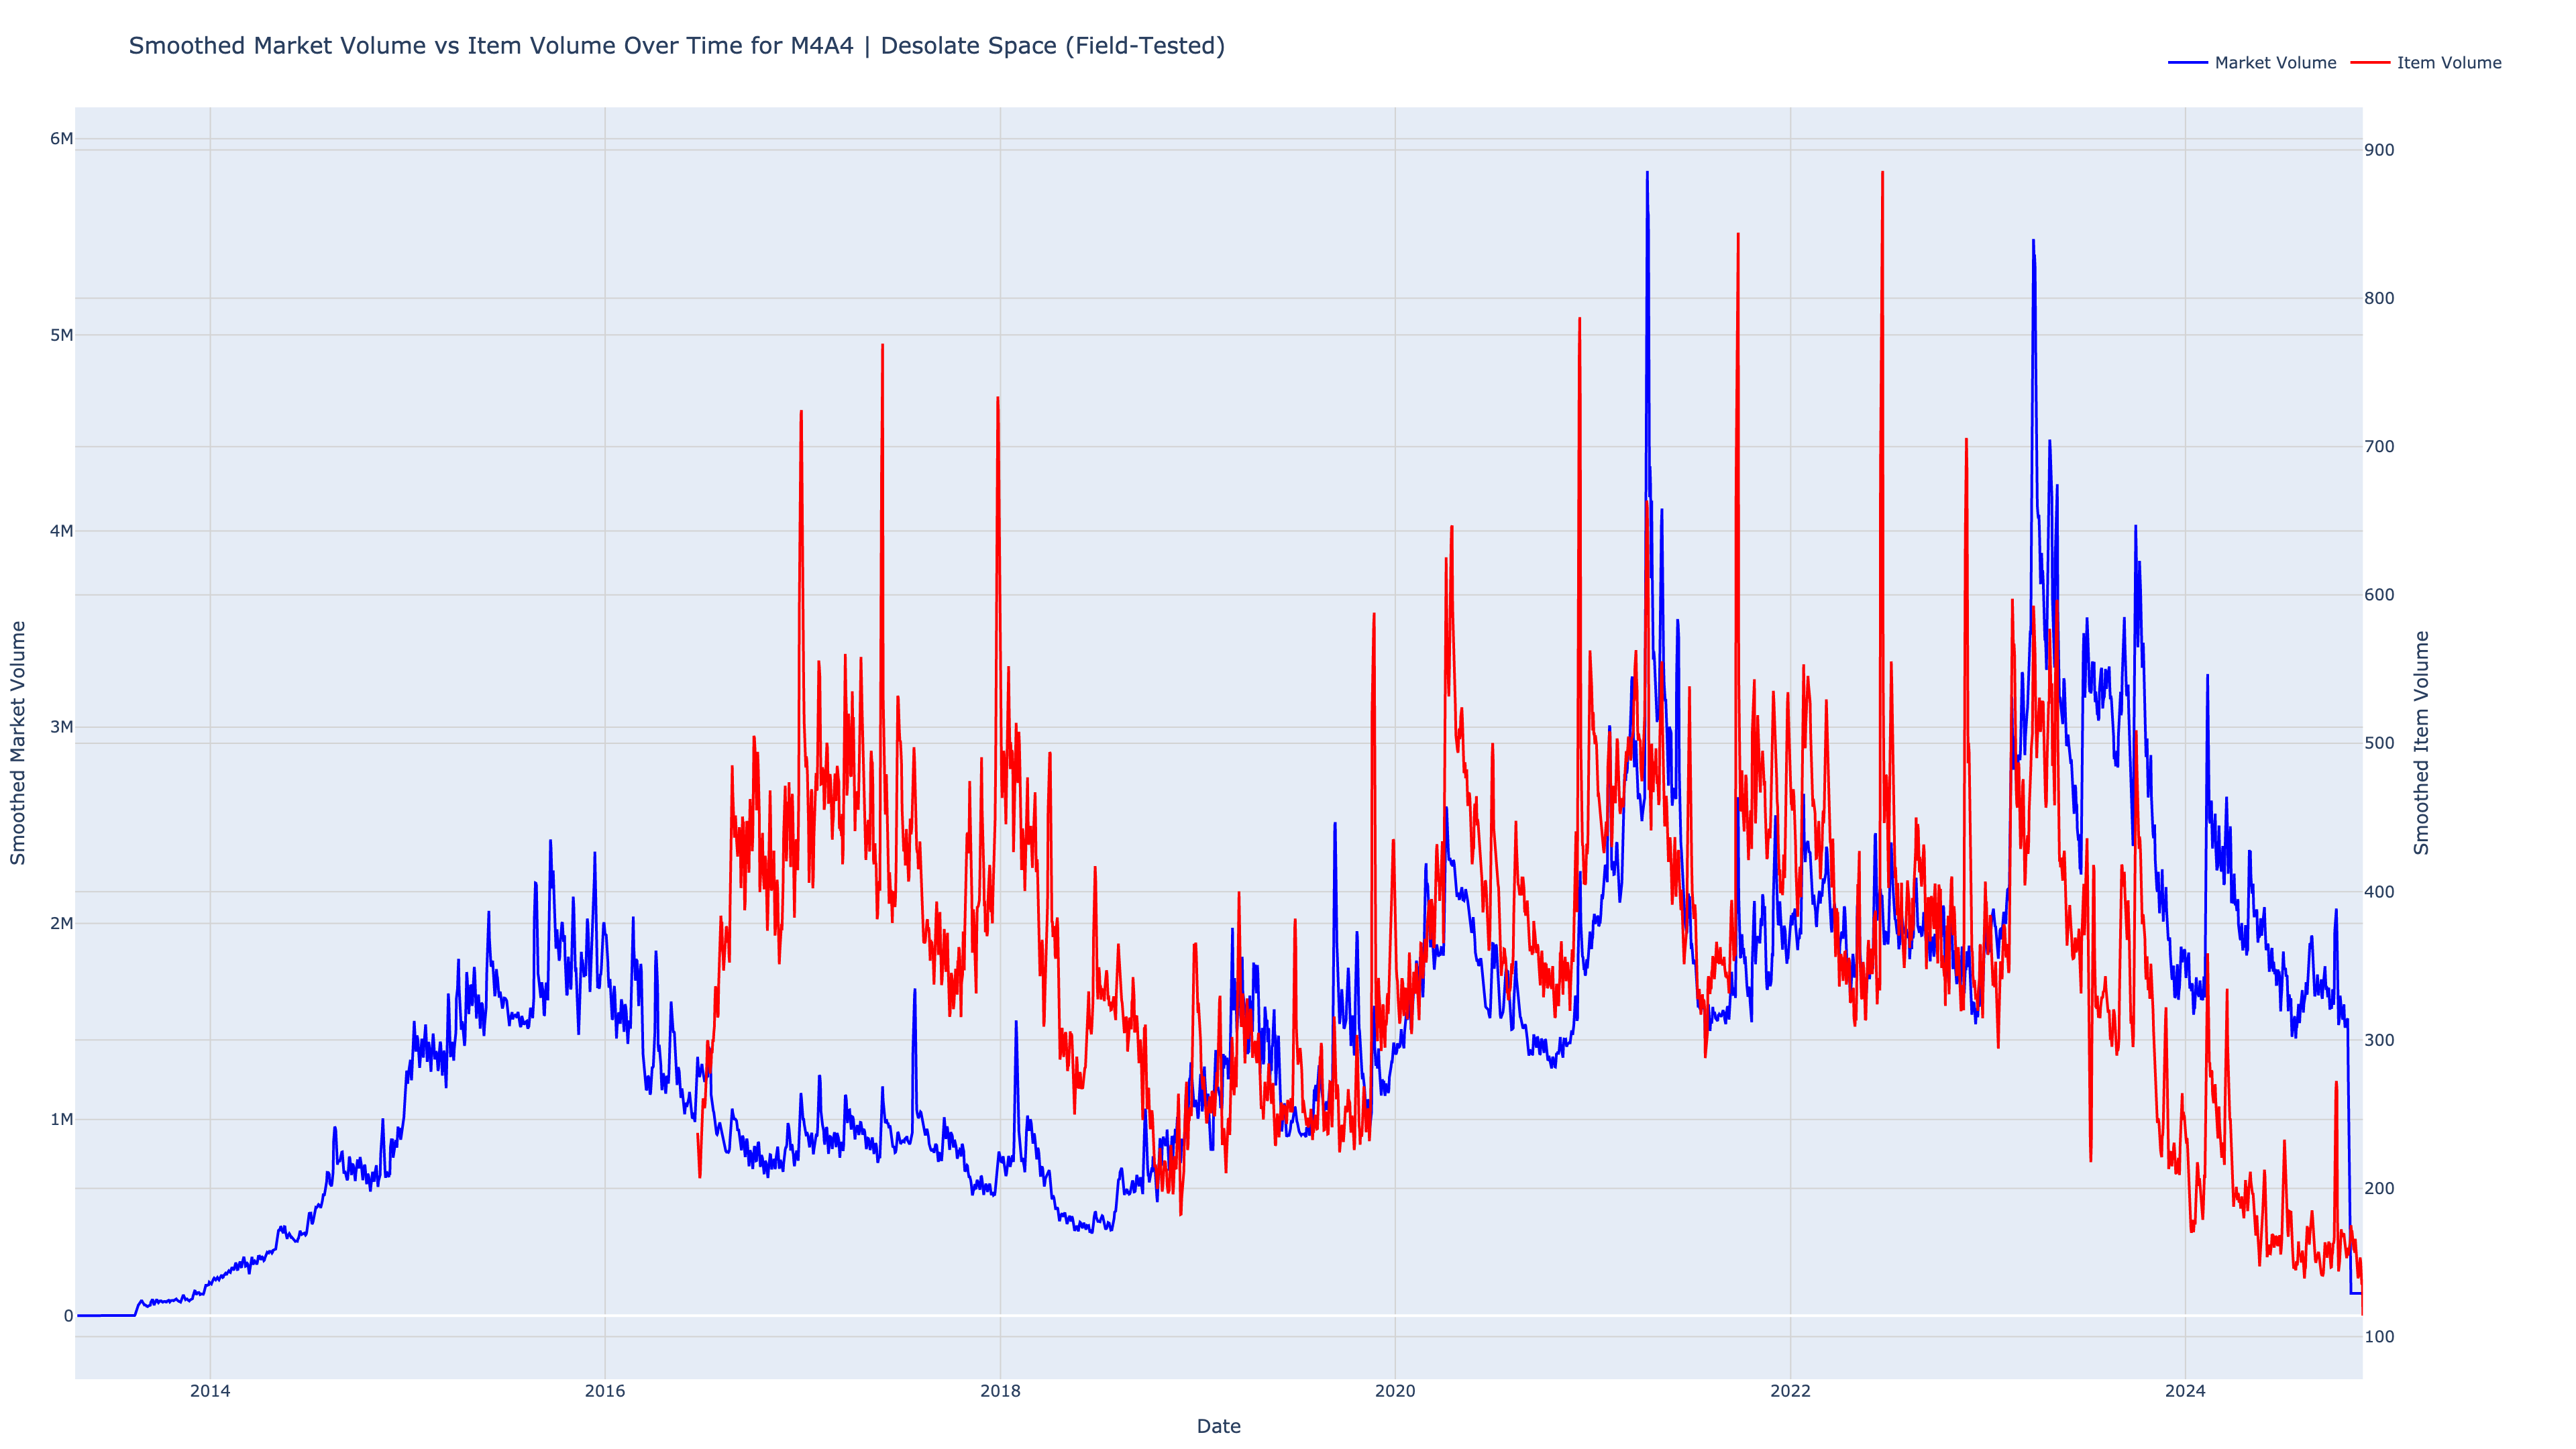 Smoothed Market Volume vs Item Volume Over Time for M4A4 | Desolate Space (Field-Tested)
Market Volume
Item Volume
6M
5M
4M
3M
2M
1M
0
Smoothed Market Volume
900
800
700
600
500
400
300
200
100
Smoothed Item Volume
2014
2016
2018
2020
2022
2024
Date